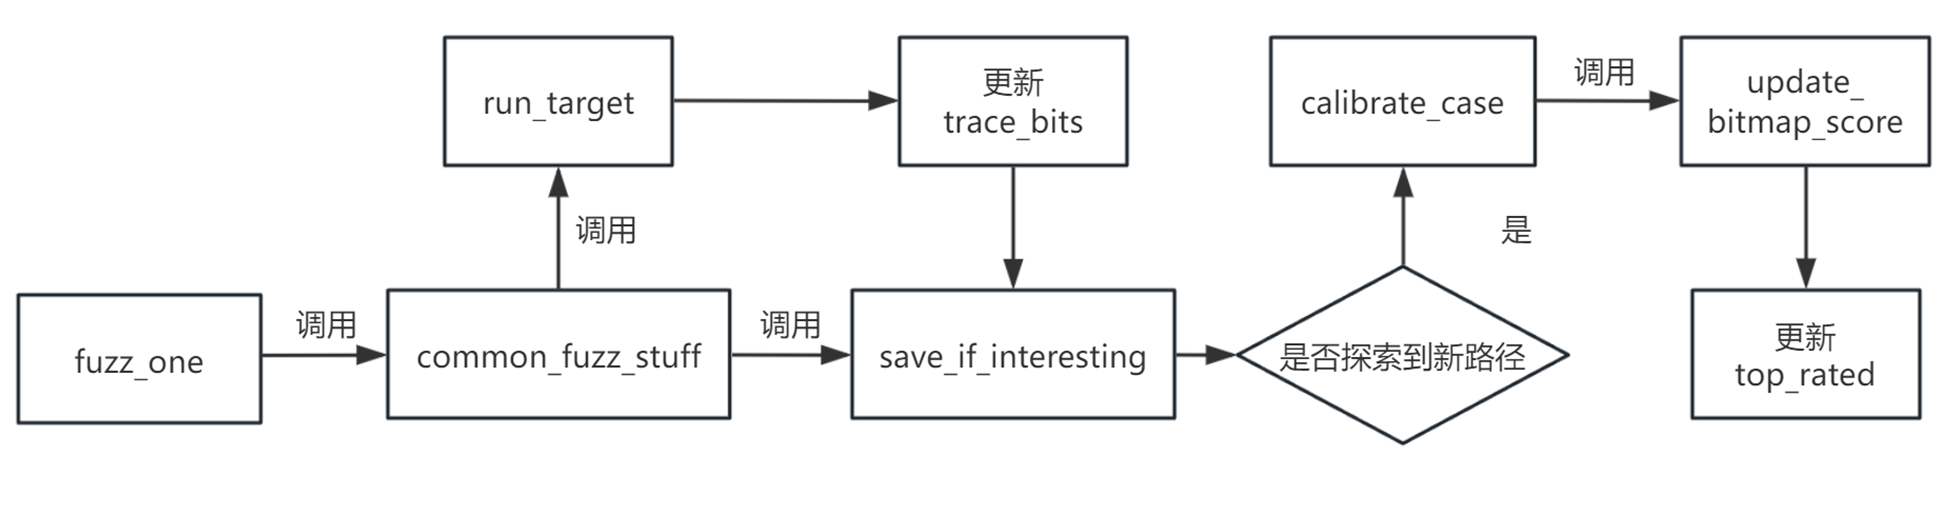 run_target
更新
trace_bits
calibrate_case
调用
update_
bitmap_score
调用
是
fuzz_one
调用
common_fuzz_stuff
调用
save_if_interesting
是否探索到新路径
更新
top_rated